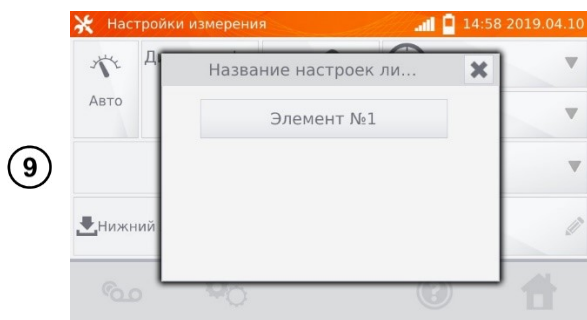 Настройки измерения 14:58 2019.04.10
Название настроек ли...
Авто
Элемент №1
9
Нижний